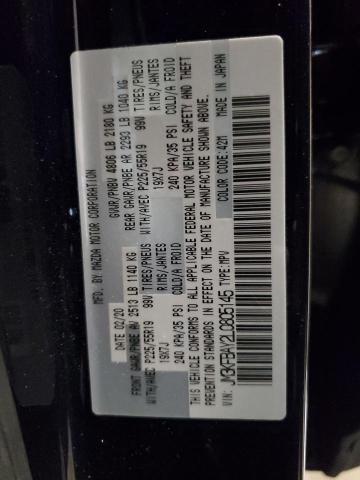 MFD. BY MAZDA MOTOR CORPORATION
DATE 02/20 GVWR/PNBV 4806 LB 2180 KG
FRONT GAWR/PNBE AV 2513 LB 1140 KG REAR GAWR/PNBE AR 2293 LB 1040 KG
WITH/AVEC P225/55R19 99V TIRES/PNEUS WITH/AVEC P225/55R19 99V TIRES/PNEUS
19X7J RIMS/JANTES 19X7J RIMS/JANTES
240 KPA/35 PSI COLD/A FROID 240 KPA/35 PSI COLD/A FROID
THIS VEHICLE CONFORMS TO ALL APPLICABLE FEDERAL MOTOR VEHICLE SAFETY AND THEFT
PREVENTION STANDARDS IN EFFECT ON THE DATE OF MANUFACTURE SHOWN ABOVE.
VIN: TYPE:MPV COLOR CODE:42M MADE IN JAPAN